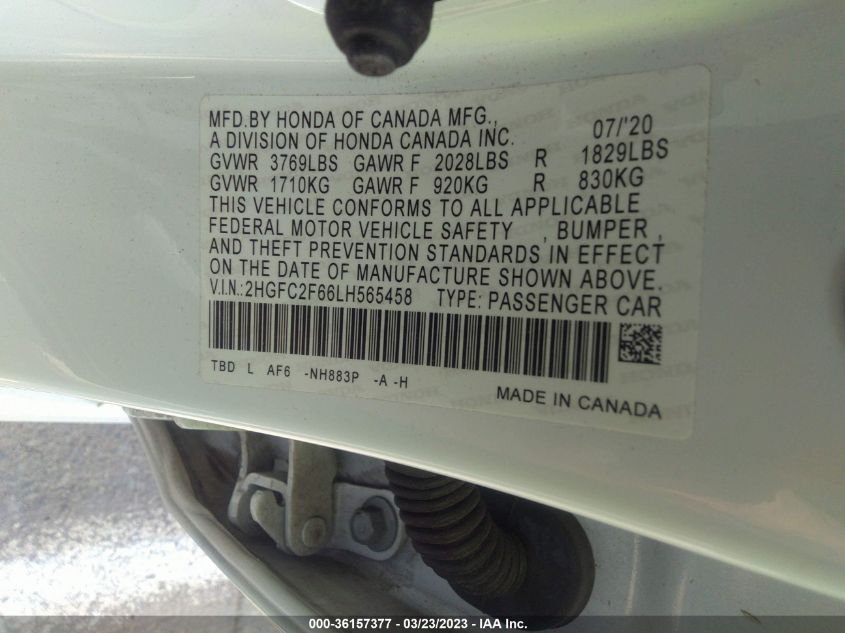 MFD.BY HONDA OF CANADA MFG.,
A DIVISION OF HONDA CANADA INC. 07/'20
GVWR 3769LBS GAWR F 2028LBS R 1829LBS
GVWR 1710KG GAWR F 920KG R 830KG
THIS VEHICLE CONFORMS TO ALL APPLICABLE
FEDERAL MOTOR VEHICLE SAFETY , BUMPER ,
AND THEFT PREVENTION STANDARDS IN EFFECT
ON THE DATE OF MANUFACTURE SHOWN ABOVE.
V.I.N.:2HGFC2F66LH565458 TYPE: PASSENGER CAR
TBD L AF6 -NH883P -A -H
MADE IN CANADA
000-36157377 - 03/23/2023 - IAA Inc.